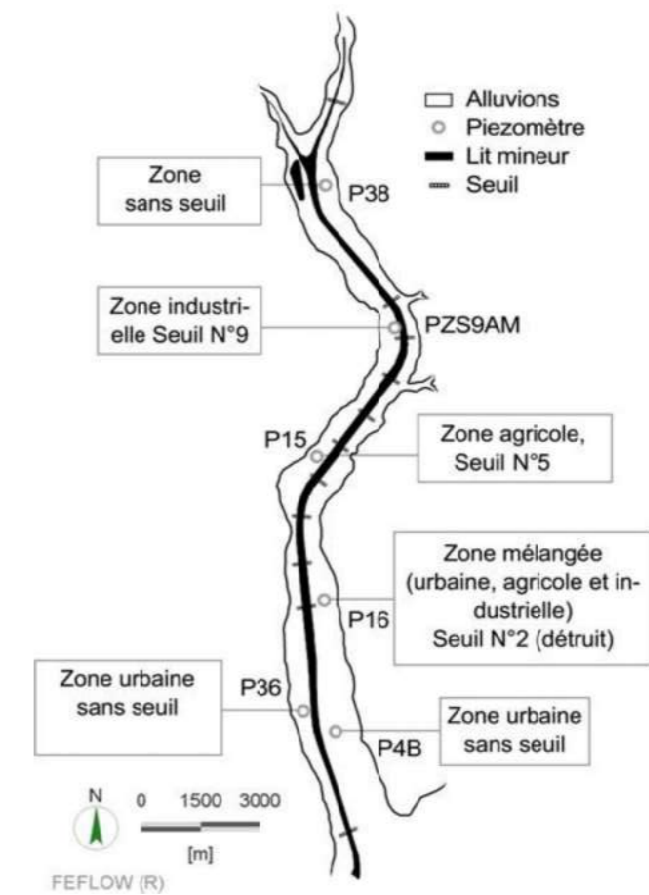 Alluvions
Piezomètre
Lit mineur
Seuil
Zone
sans seuil
P38
Zone industri-
elle Seuil N°9
PZS9AM
P15
Zone agricole,
Seuil N°5
Zone mélangée
(urbaine, agricole et in-
dustrielle)
Seuil N°2 (détruit)
P16
Zone urbaine
sans seuil
P36
Zone urbaine
sans seuil
P4B
N
0 1500 3000
[m]
FEFLOW (R)